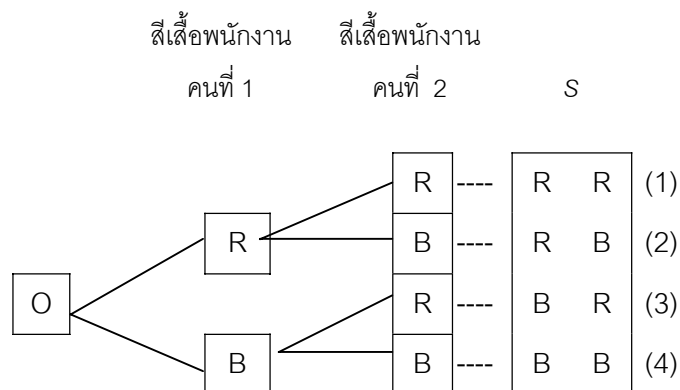 สีเสื้อพนักงาน สีเสื้อพนักงาน
คนที่ 1 คนที่ 2 S
R ---- R R (1)
R B ---- R B (2)
O R ---- B R (3)
B B ---- B B (4)